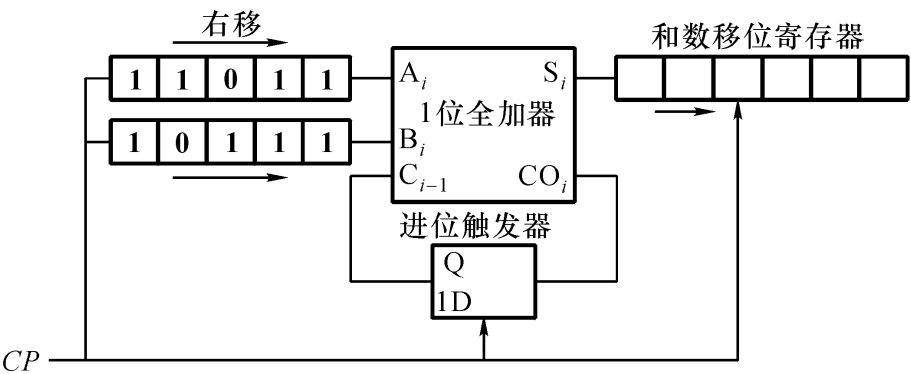 右移
和数移位寄存器
1 1 0 1 1
A_i
S_i
1位全加器
1 0 1 1 1
B_i
C_{i-1}
CO_i
进位触发器
Q
1D
CP